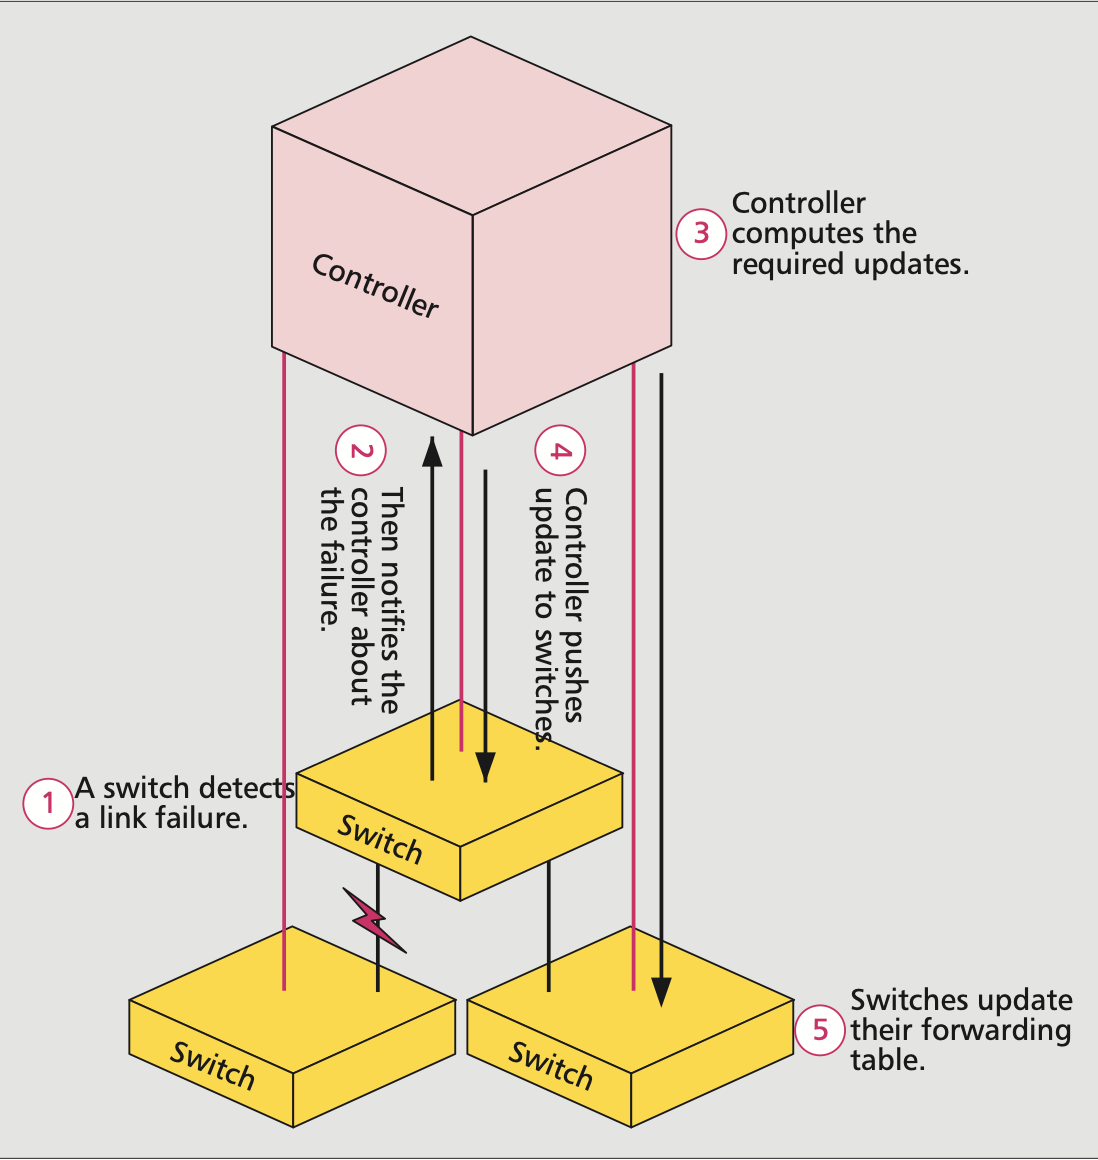 Controller
3
Controller
computes the
required updates.
2
Then notifies the
controller about
the failure.
4
Controller pushes
update to switches.
1
A switch detects
a link failure.
Switch
Switch
Switch
5
Switches update
their forwarding
table.